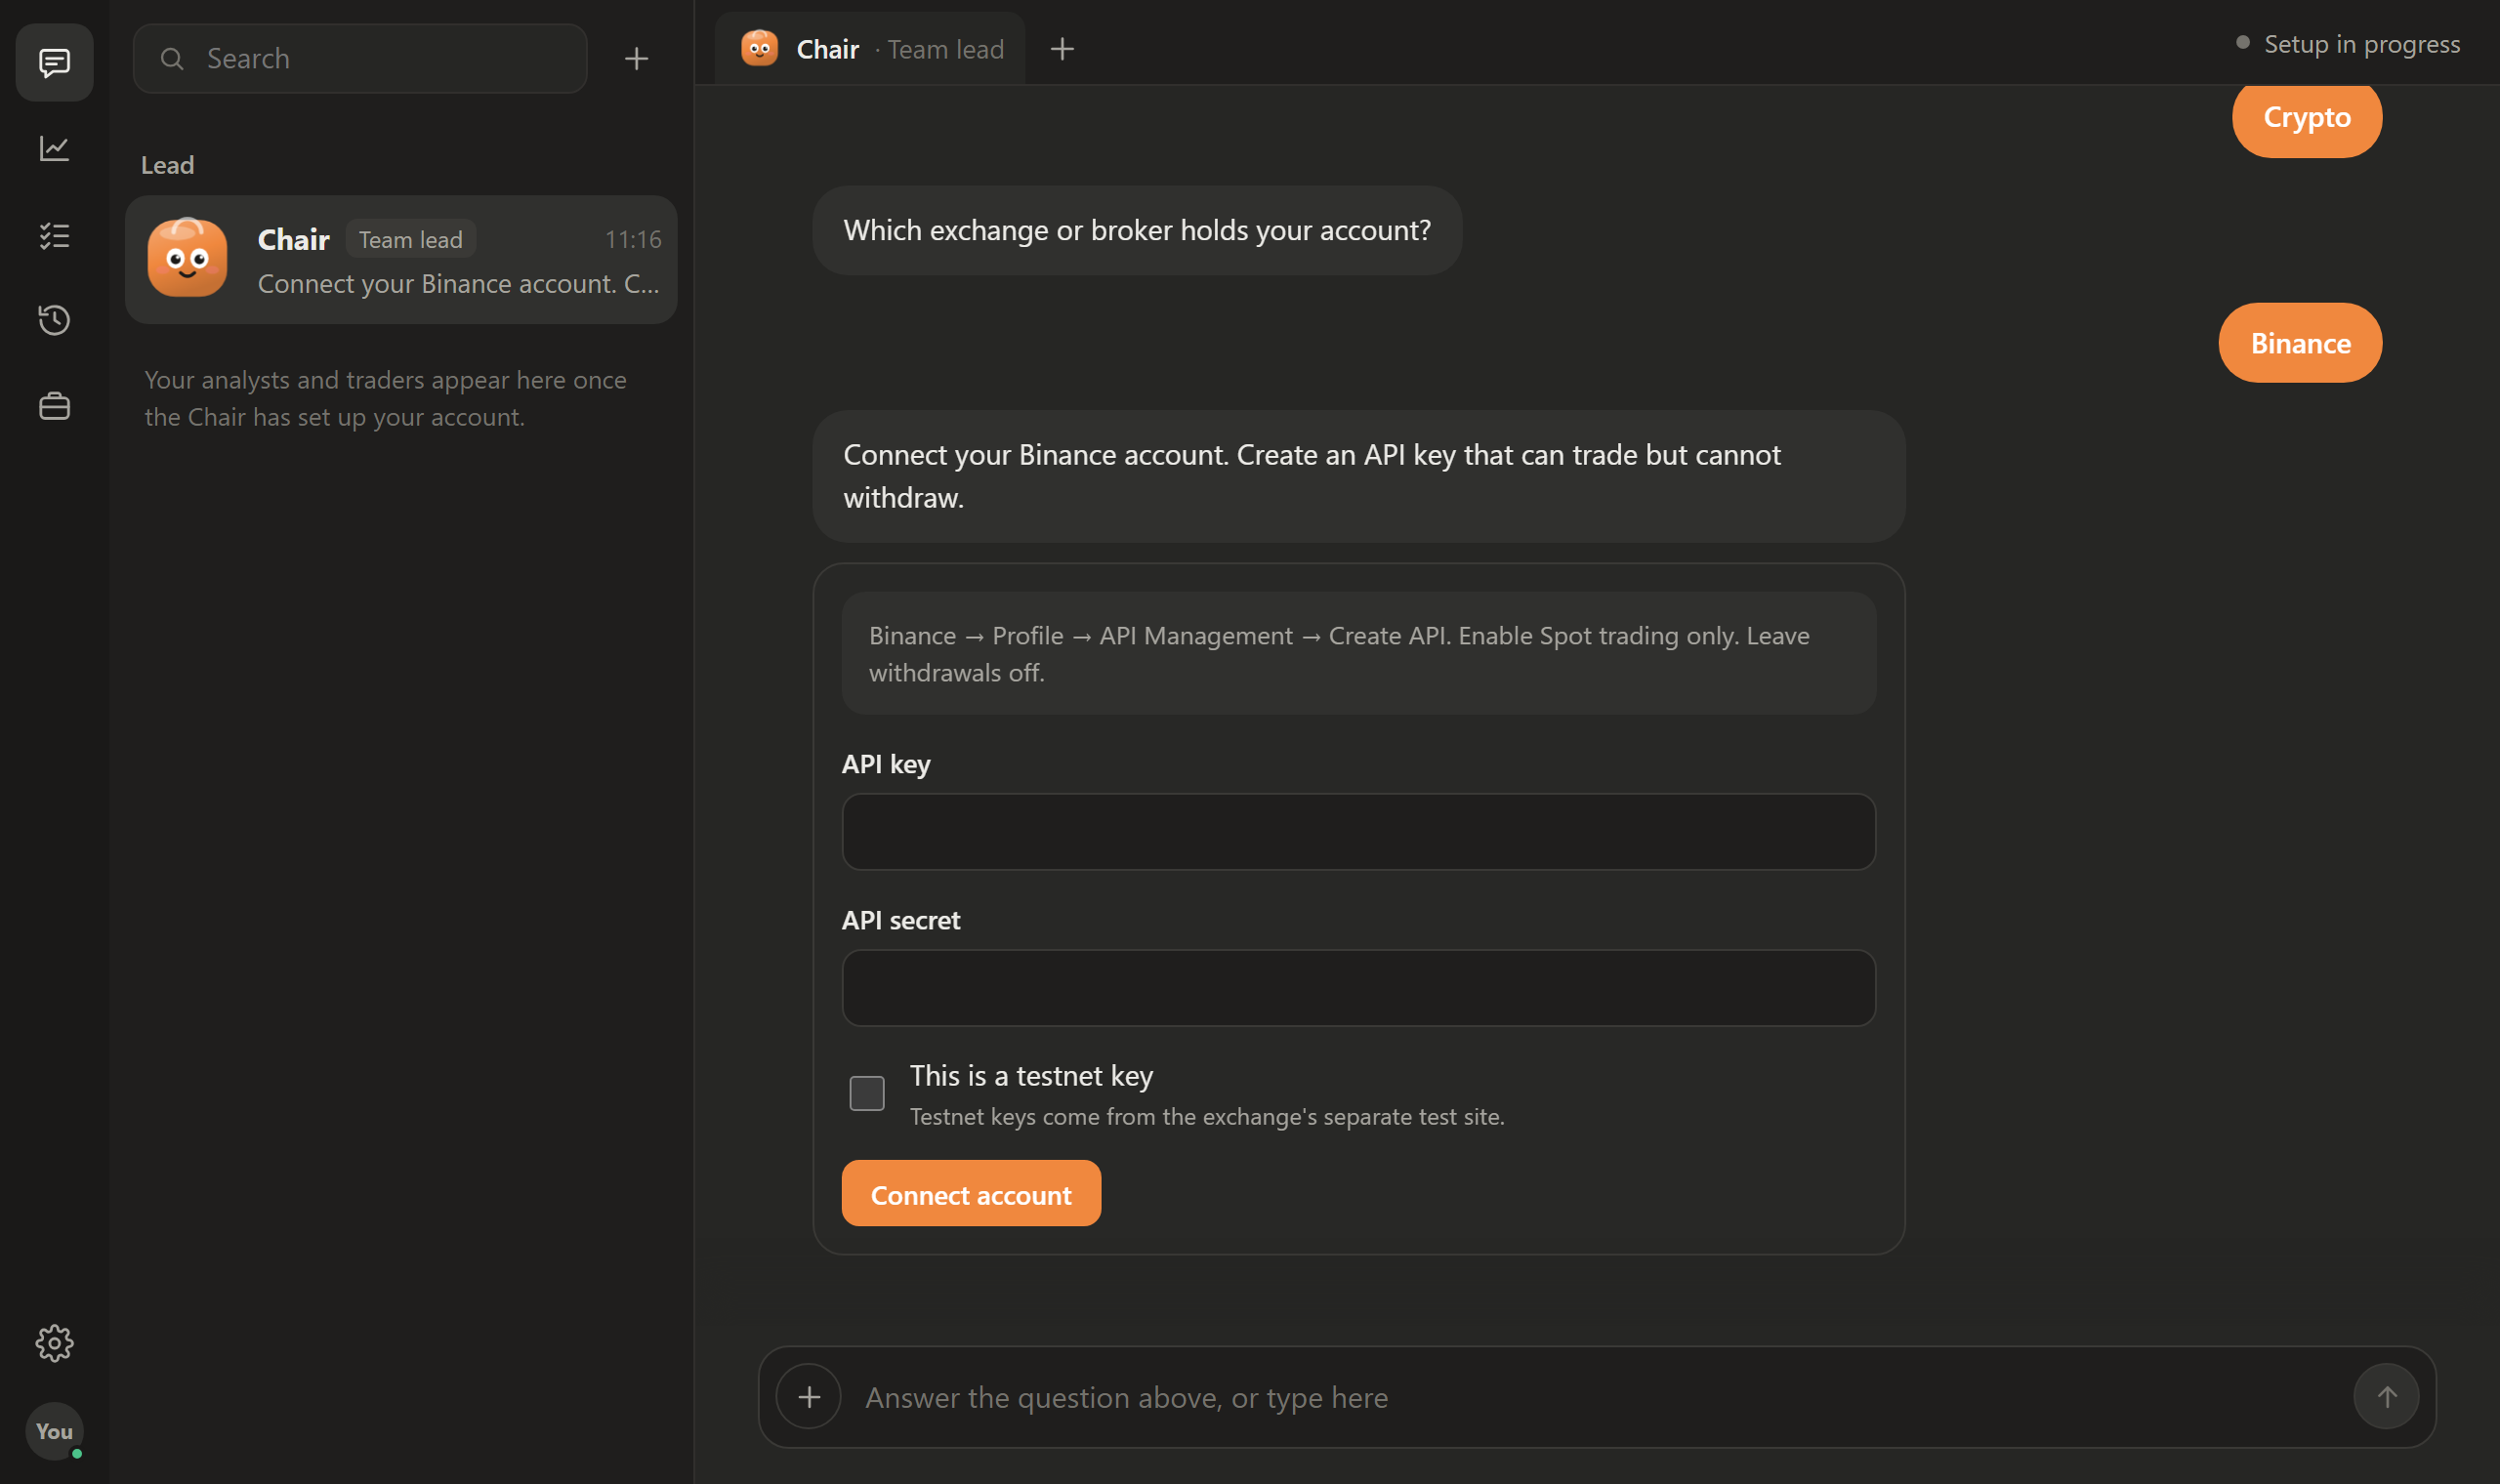 Search
Lead
Chair Team lead 11:16
Connect your Binance account. C...
Your analysts and traders appear here once
the Chair has set up your account.
You
Chair · Team lead
Setup in progress
Crypto
Which exchange or broker holds your account?
Binance
Connect your Binance account. Create an API key that can trade but cannot
withdraw.
Binance → Profile → API Management → Create API. Enable Spot trading only. Leave
withdrawals off.
API key
API secret
This is a testnet key
Testnet keys come from the exchange's separate test site.
Connect account
Answer the question above, or type here